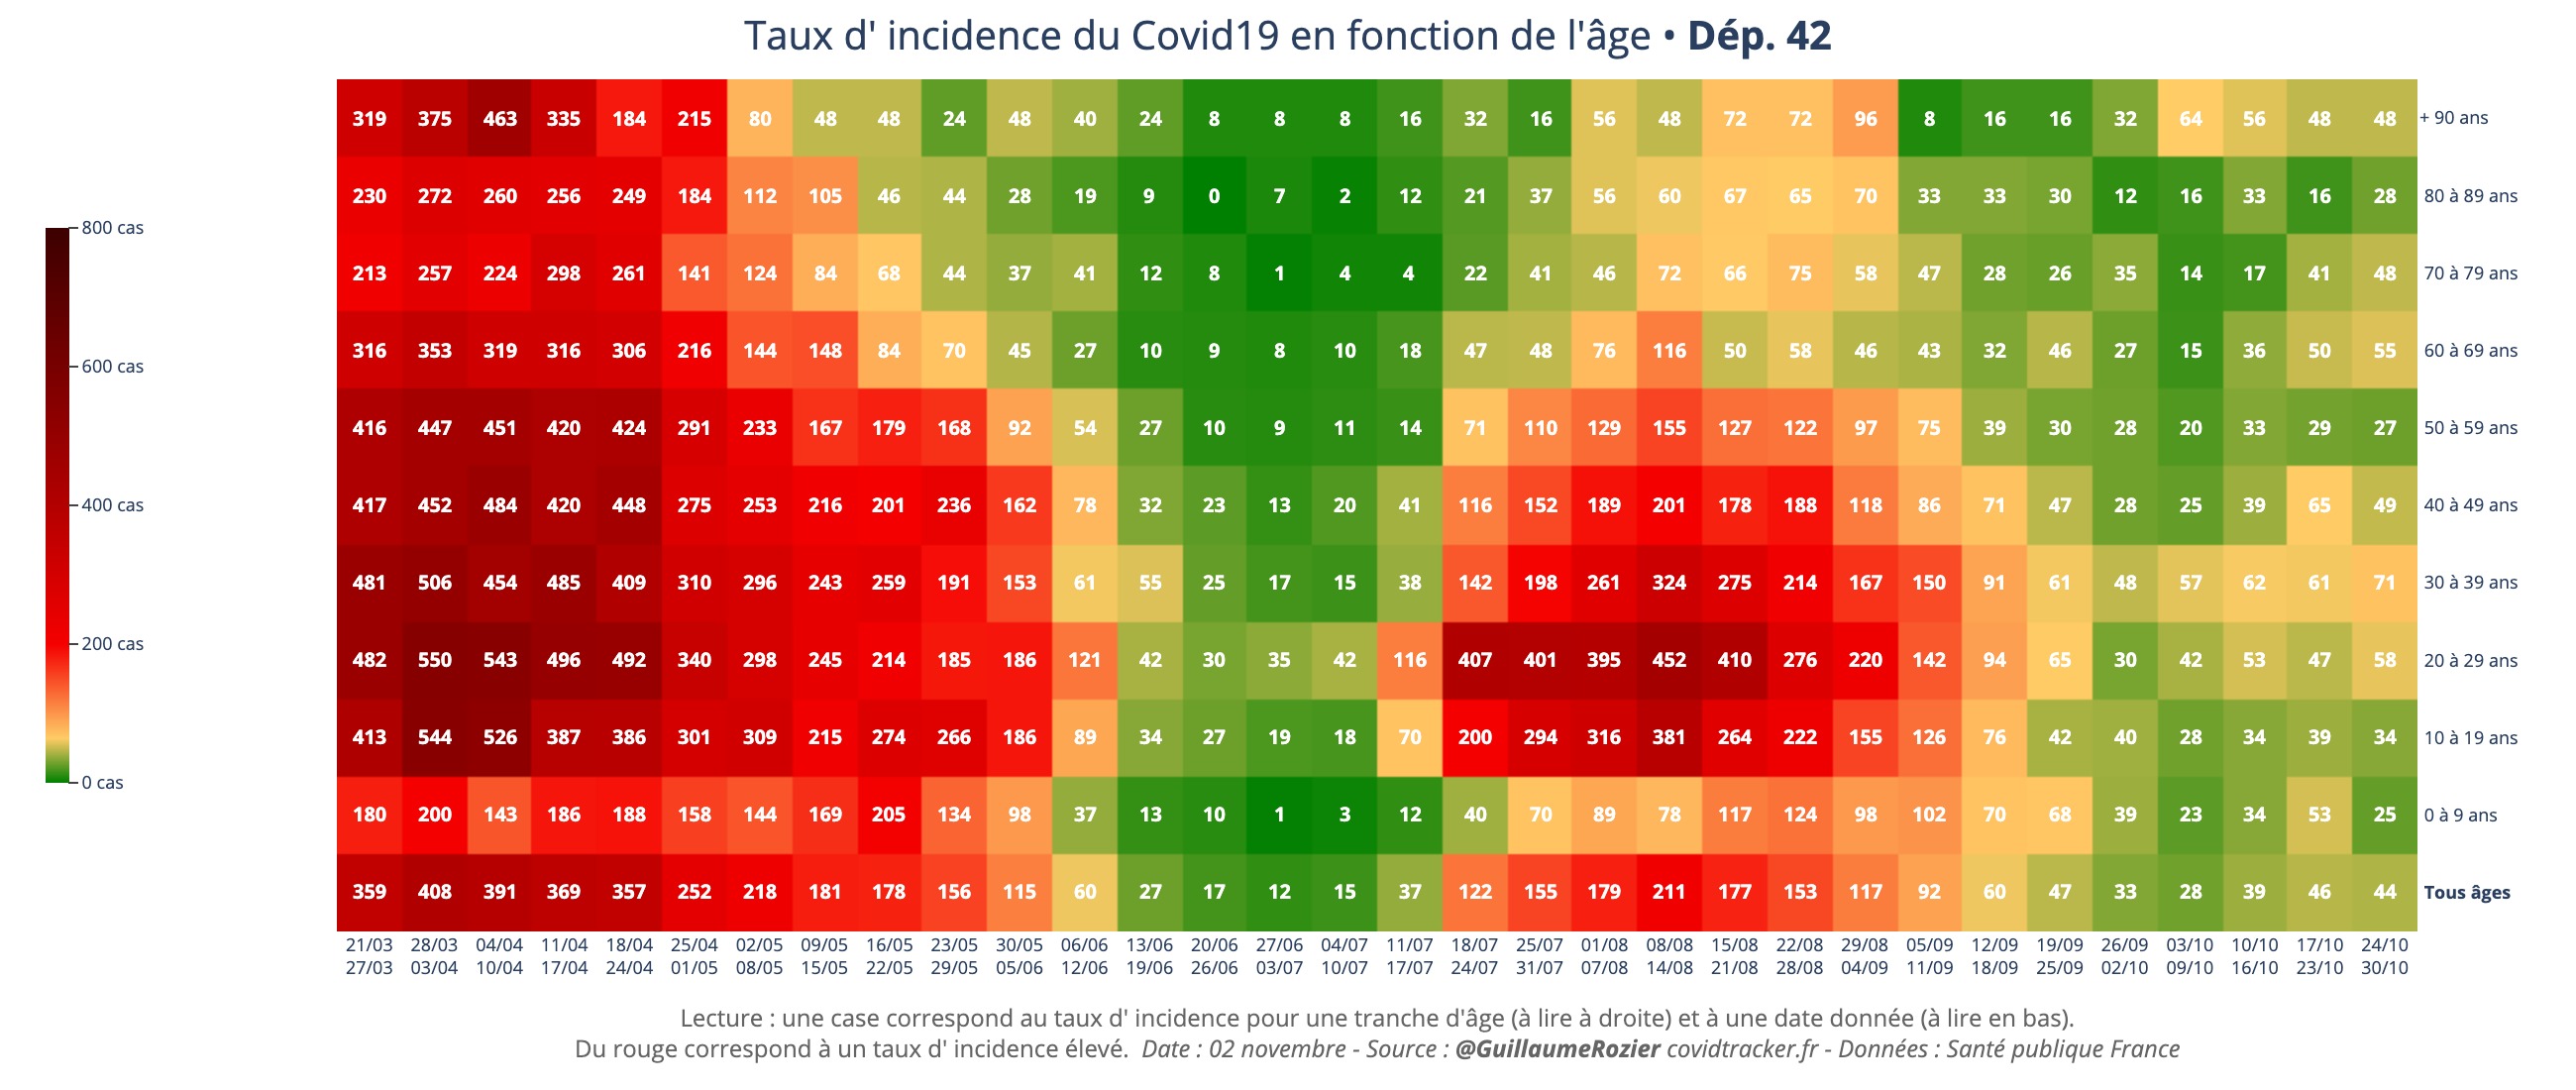 Taux d' incidence du Covid19 en fonction de l'âge • Dép. 42
800 cas
600 cas
400 cas
200 cas
0 cas
319 375 463 335 184 215 80 48 48 24 48 40 24 8 8 8 16 32 16 56 48 72 72 96 8 16 16 32 64 56 48 48 + 90 ans
230 272 260 256 249 184 112 105 46 44 28 19 9 0 7 2 12 21 37 56 60 67 65 70 33 33 30 12 16 33 16 28 80 à 89 ans
213 257 224 298 261 141 124 84 68 44 37 41 12 8 1 4 4 22 41 46 72 66 75 58 47 28 26 35 14 17 41 48 70 à 79 ans
316 353 319 316 306 216 144 148 84 70 45 27 10 9 8 10 18 47 48 76 116 50 58 46 43 32 46 27 15 36 50 55 60 à 69 ans
416 447 451 420 424 291 233 167 179 168 92 54 27 10 9 11 14 71 110 129 155 127 122 97 75 39 30 28 20 33 29 27 50 à 59 ans
417 452 484 420 448 275 253 216 201 236 162 78 32 23 13 20 41 116 152 189 201 178 188 118 86 71 47 28 25 39 65 49 40 à 49 ans
481 506 454 485 409 310 296 243 259 191 153 61 55 25 17 15 38 142 198 261 324 275 214 167 150 91 61 48 57 62 61 71 30 à 39 ans
482 550 543 496 492 340 298 245 214 185 186 121 42 30 35 42 116 407 401 395 452 410 276 220 142 94 65 30 42 53 47 58 20 à 29 ans
413 544 526 387 386 301 309 215 274 266 186 89 34 27 19 18 70 200 294 316 381 264 222 155 126 76 42 40 28 34 39 34 10 à 19 ans
180 200 143 186 188 158 144 169 205 134 98 37 13 10 1 3 12 40 70 89 78 117 124 98 102 70 68 39 23 34 53 25 0 à 9 ans
359 408 391 369 357 252 218 181 178 156 115 60 27 17 12 15 37 122 155 179 211 177 153 117 92 60 47 33 28 39 46 44 Tous âges
21/03 28/03 04/04 11/04 18/04 25/04 02/05 09/05 16/05 23/05 30/05 06/06 13/06 20/06 27/06 04/07 11/07 18/07 25/07 01/08 08/08 15/08 22/08 29/08 05/09 12/09 19/09 26/09 03/10 10/10 17/10 24/10
27/03 03/04 10/04 17/04 24/04 01/05 08/05 15/05 22/05 29/05 05/06 12/06 19/06 26/06 03/07 10/07 17/07 24/07 31/07 07/08 14/08 21/08 28/08 04/09 11/09 18/09 25/09 02/10 09/10 16/10 23/10 30/10
Lecture : une case correspond au taux d' incidence pour une tranche d'âge (à lire à droite) et à une date donnée (à lire en bas).
Du rouge correspond à un taux d' incidence élevé. Date : 02 novembre - Source : @GuillaumeRozier covidtracker.fr - Données : Santé publique France